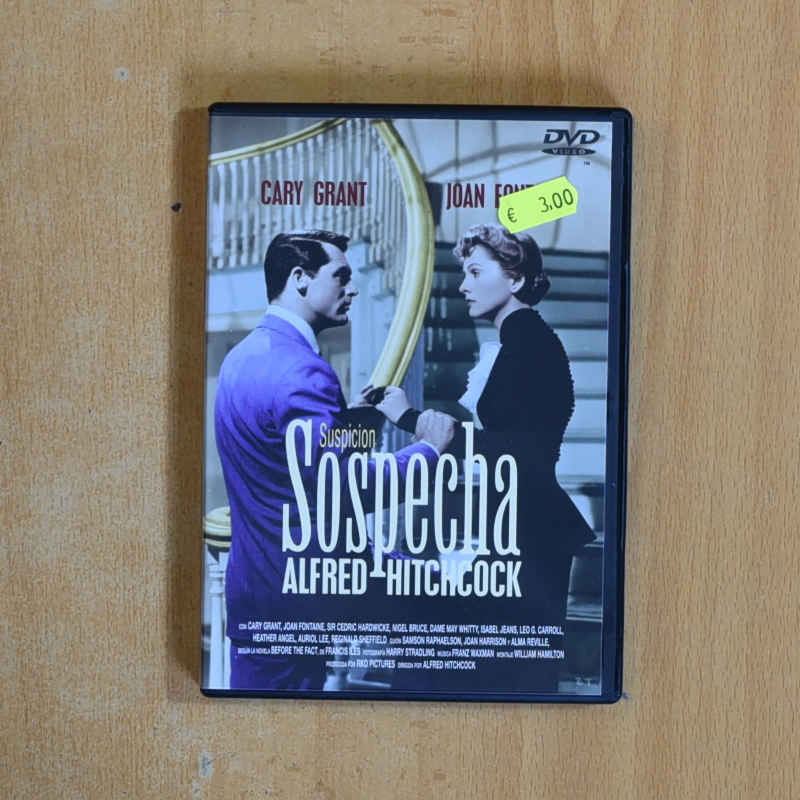 DVD
VIDEO
TM
CARY GRANT
JOAN
€ 3,00
Suspicion
Sospecha
ALFRED HITCHCOCK
CON CARY GRANT, JOAN FONTAINE, SIR CEDRIC HARDWICKE, NIGEL BRUCE, DAME MAY WHITTY, ISABEL JEANS, LEO G. CARROLL,
HEATHER ANGEL, AURIOL LEE, REGINALD SHEFFIELD GUIÓN SAMSON RAPHAELSON, JOAN HARRISON - ALMA REVILLE,
SEGÚN LA NOVELA BEFORE THE FACT, DE FRANCIS ILES FOTOGRAFÍA HARRY STRADLING MÚSICA FRANZ WAXMAN MONTAJE WILLIAM HAMILTON
PRODUCIDA POR RKO PICTURES DIRIGIDA POR ALFRED HITCHCOCK